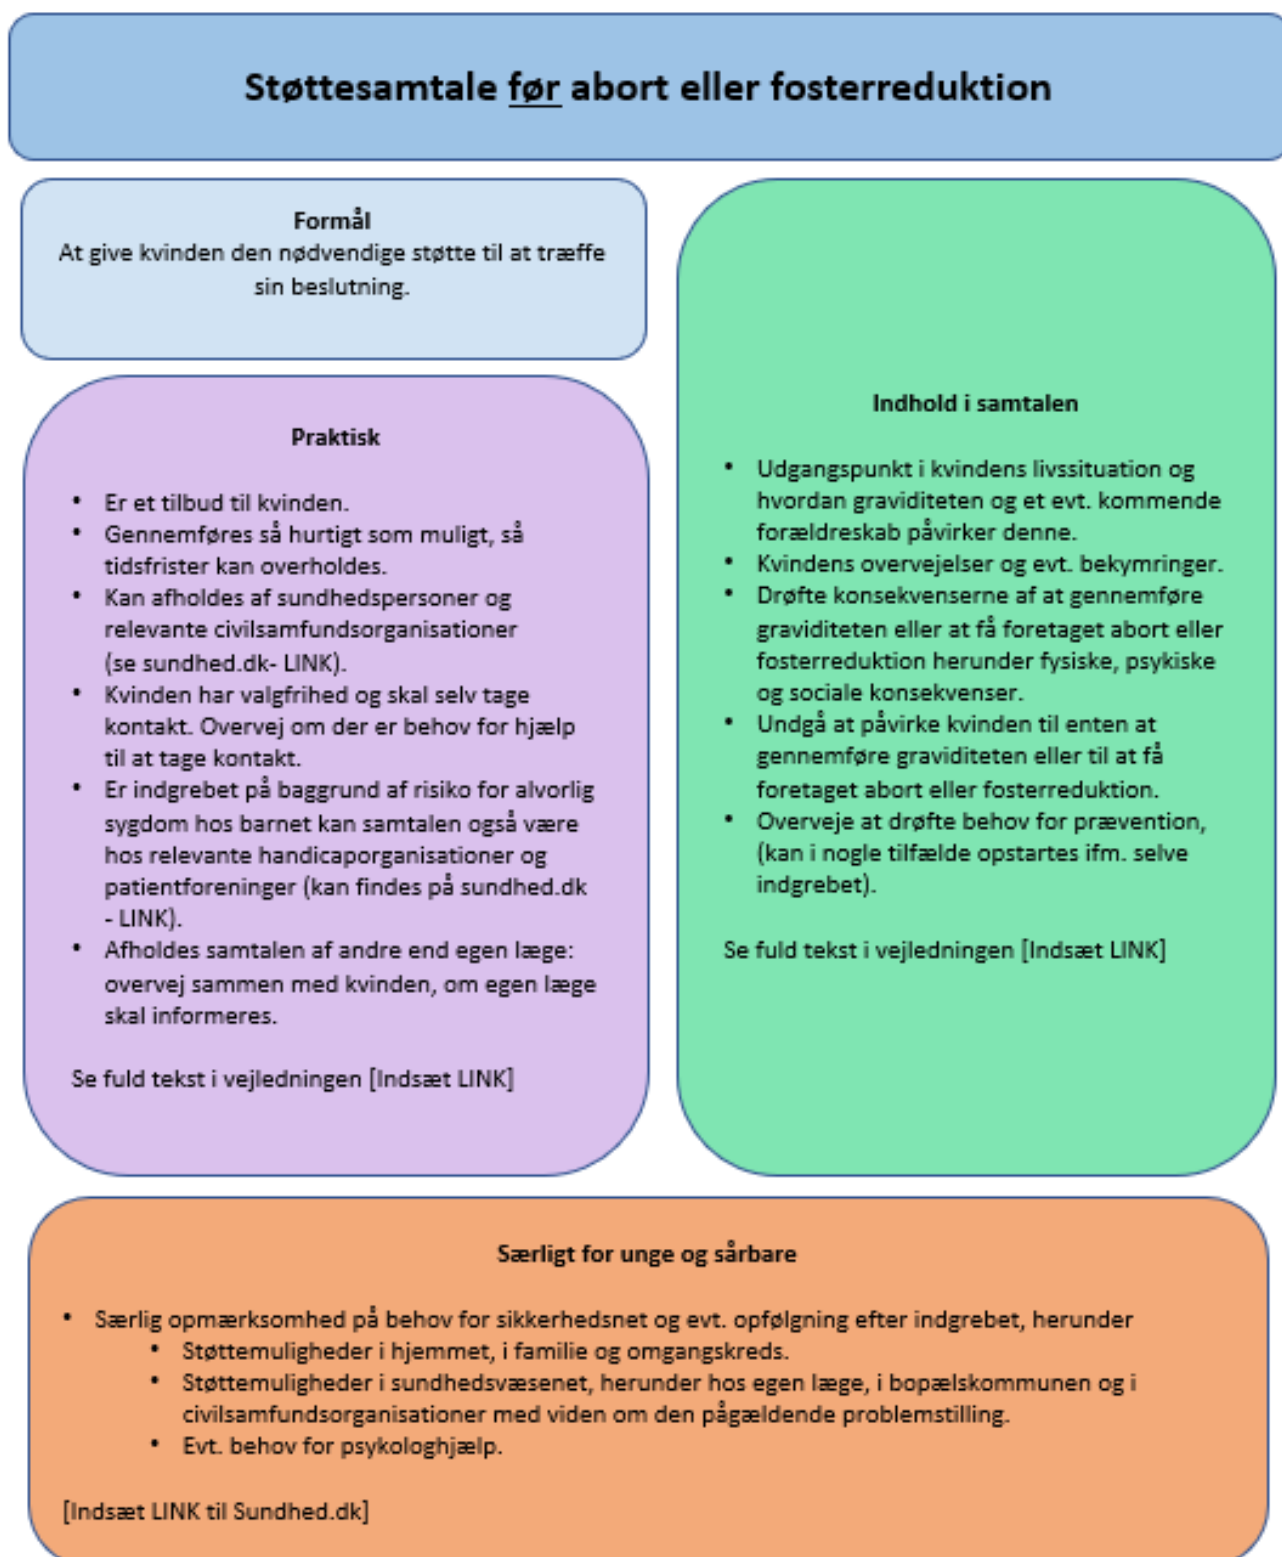 Støttesamtale før abort eller fosterreduktion
Formål
At give kvinden den nødvendige støtte til at træffe
sin beslutning.
Praktisk
• Er et tilbud til kvinden.
• Gennemføres så hurtigt som muligt, så
tidsfrister kan overholdes.
• Kan afholdes af sundhedspersoner og
relevante civilsamfundsorganisationer
(se sundhed.dk- LINK).
• Kvinden har valgfrihed og skal selv tage
kontakt. Overvej om der er behov for hjælp
til at tage kontakt.
• Er indgrebet på baggrund af risiko for alvorlig
sygdom hos barnet kan samtalen også være
hos relevante handicaporganisationer og
patientforeninger (kan findes på sundhed.dk
- LINK).
• Afholdes samtalen af andre end egen læge:
overvej sammen med kvinden, om egen læge
skal informeres.
Se fuld tekst i vejledningen [Indsæt LINK]
Indhold i samtalen
• Udgangspunkt i kvindens livssituation og
hvordan graviditeten og et evt. kommende
forældreskab påvirker denne.
• Kvindens overvejelser og evt. bekymringer.
• Drøfte konsekvenserne af at gennemføre
graviditeten eller at få foretaget abort eller
fosterreduktion herunder fysiske, psykiske
og sociale konsekvenser.
• Undgå at påvirke kvinden til enten at
gennemføre graviditeten eller til at få
foretaget abort eller fosterreduktion.
• Overveje at drøfte behov for prævention,
(kan i nogle tilfælde opstartes ifm. selve
indgrebet).
Se fuld tekst i vejledningen [Indsæt LINK]
Særligt for unge og sårbare
• Særlig opmærksomhed på behov for sikkerhedsnet og evt. opfølgning efter indgrebet, herunder
• Støttemuligheder i hjemmet, i familie og omgangskreds.
• Støttemuligheder i sundhedsvæsenet, herunder hos egen læge, i bopælskommunen og i
civilsamfundsorganisationer med viden om den pågældende problemstilling.
• Evt. behov for psykologhjælp.
[Indsæt LINK til Sundhed.dk]